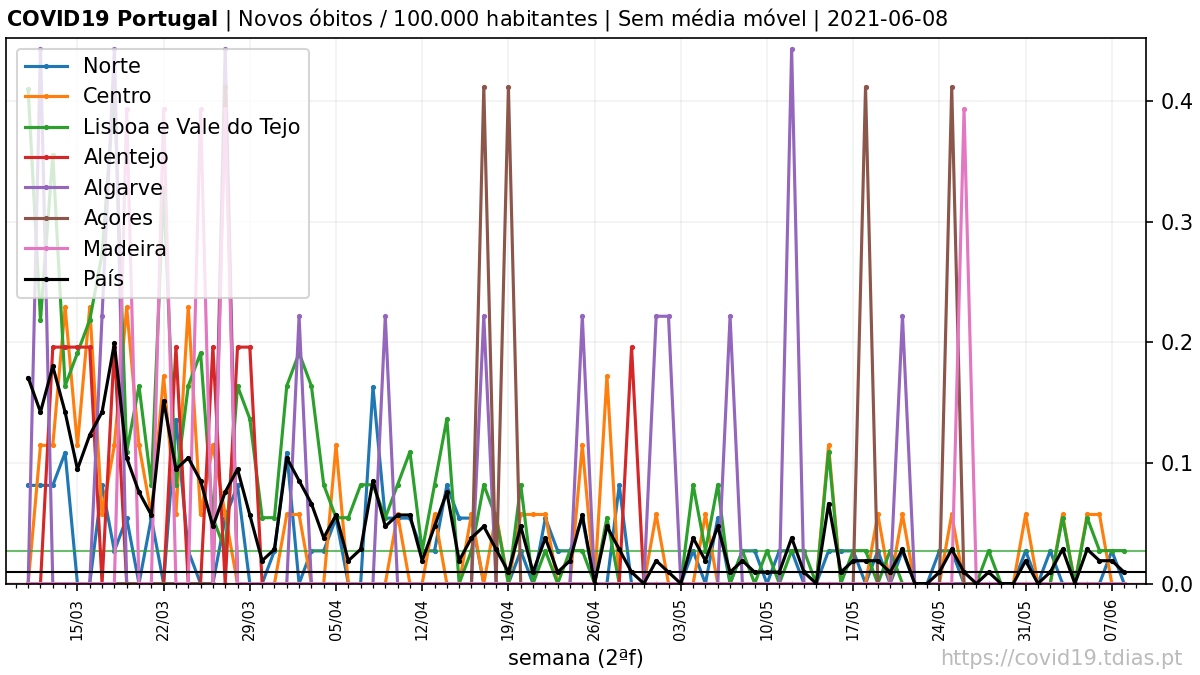 COVID19 Portugal | Novos óbitos / 100.000 habitantes | Sem média móvel | 2021-06-08
Norte
Centro
Lisboa e Vale do Tejo
Alentejo
Algarve
Açores
Madeira
País
0.4
0.3
0.2
0.1
0.0
15/03 22/03 29/03 05/04 12/04 19/04 26/04 03/05 10/05 17/05 24/05 31/05 07/06
semana (2ªf)
https://covid19.tdias.pt